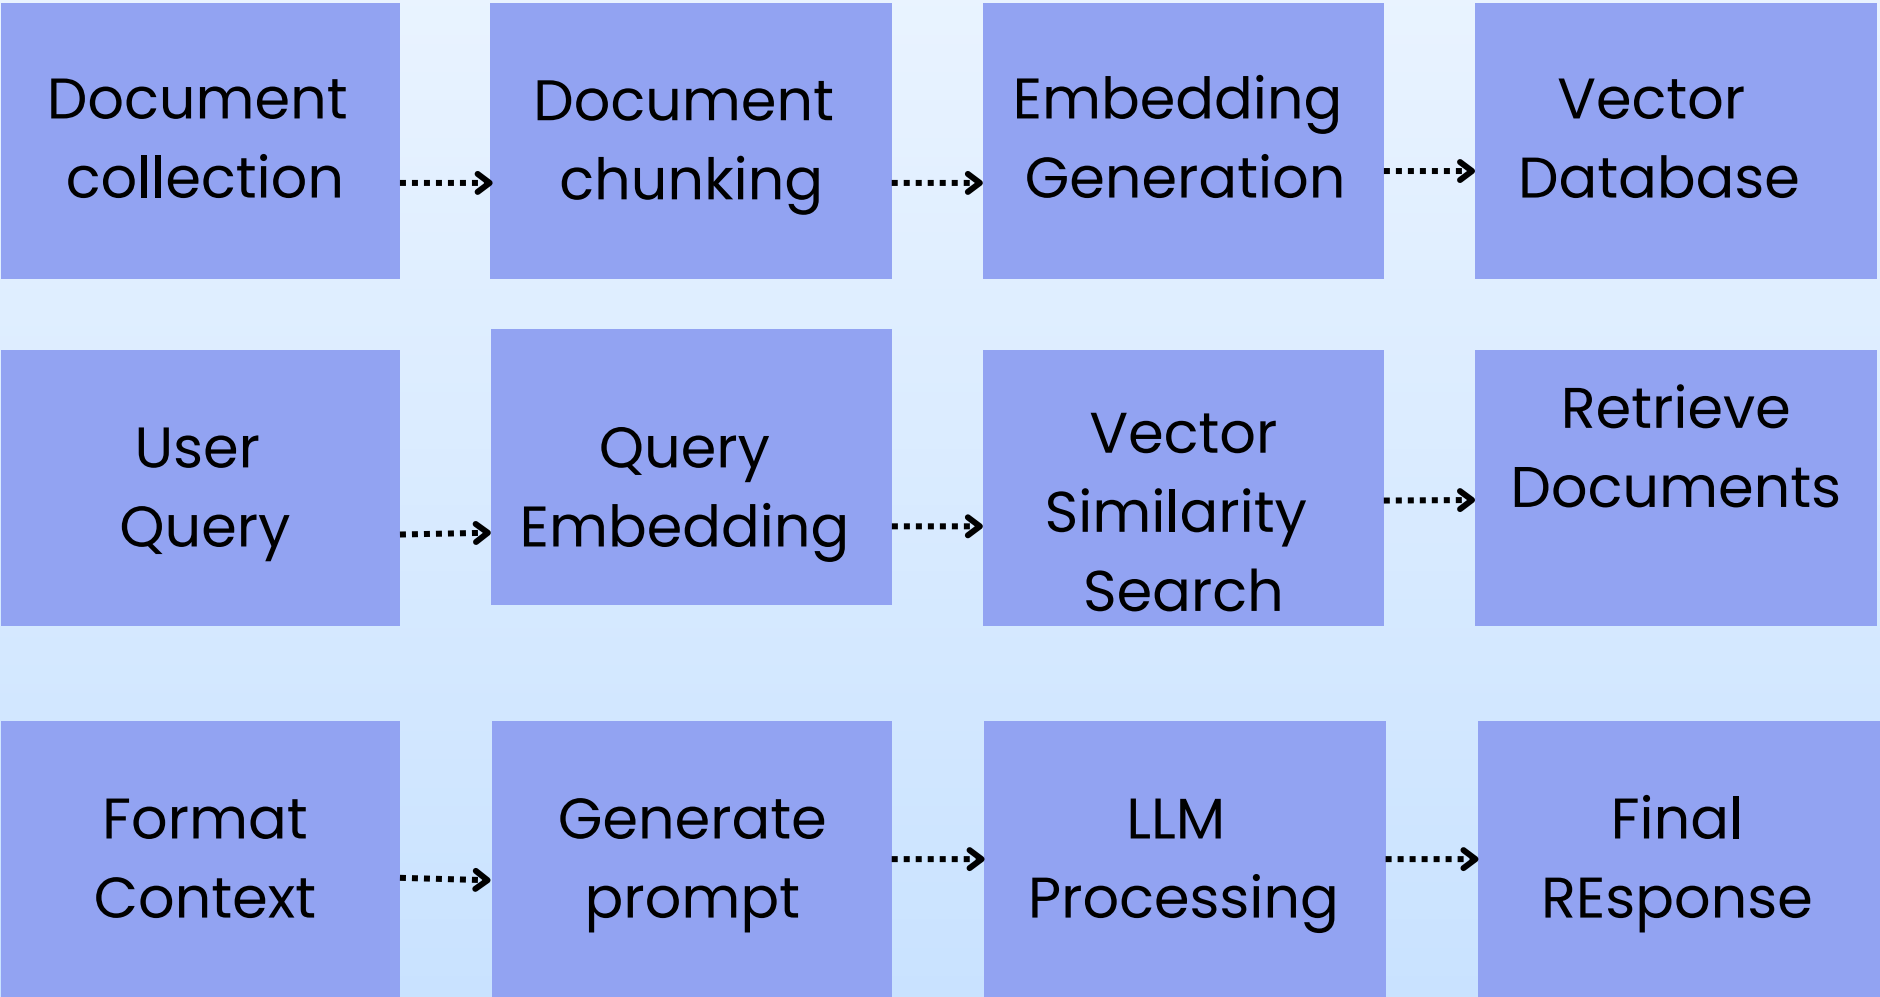 Document
collection
Document
chunking
Embedding
Generation
Vector
Database
User
Query
Query
Embedding
Vector
Similarity
Search
Retrieve
Documents
Format
Context
Generate
prompt
LLM
Processing
Final
REsponse